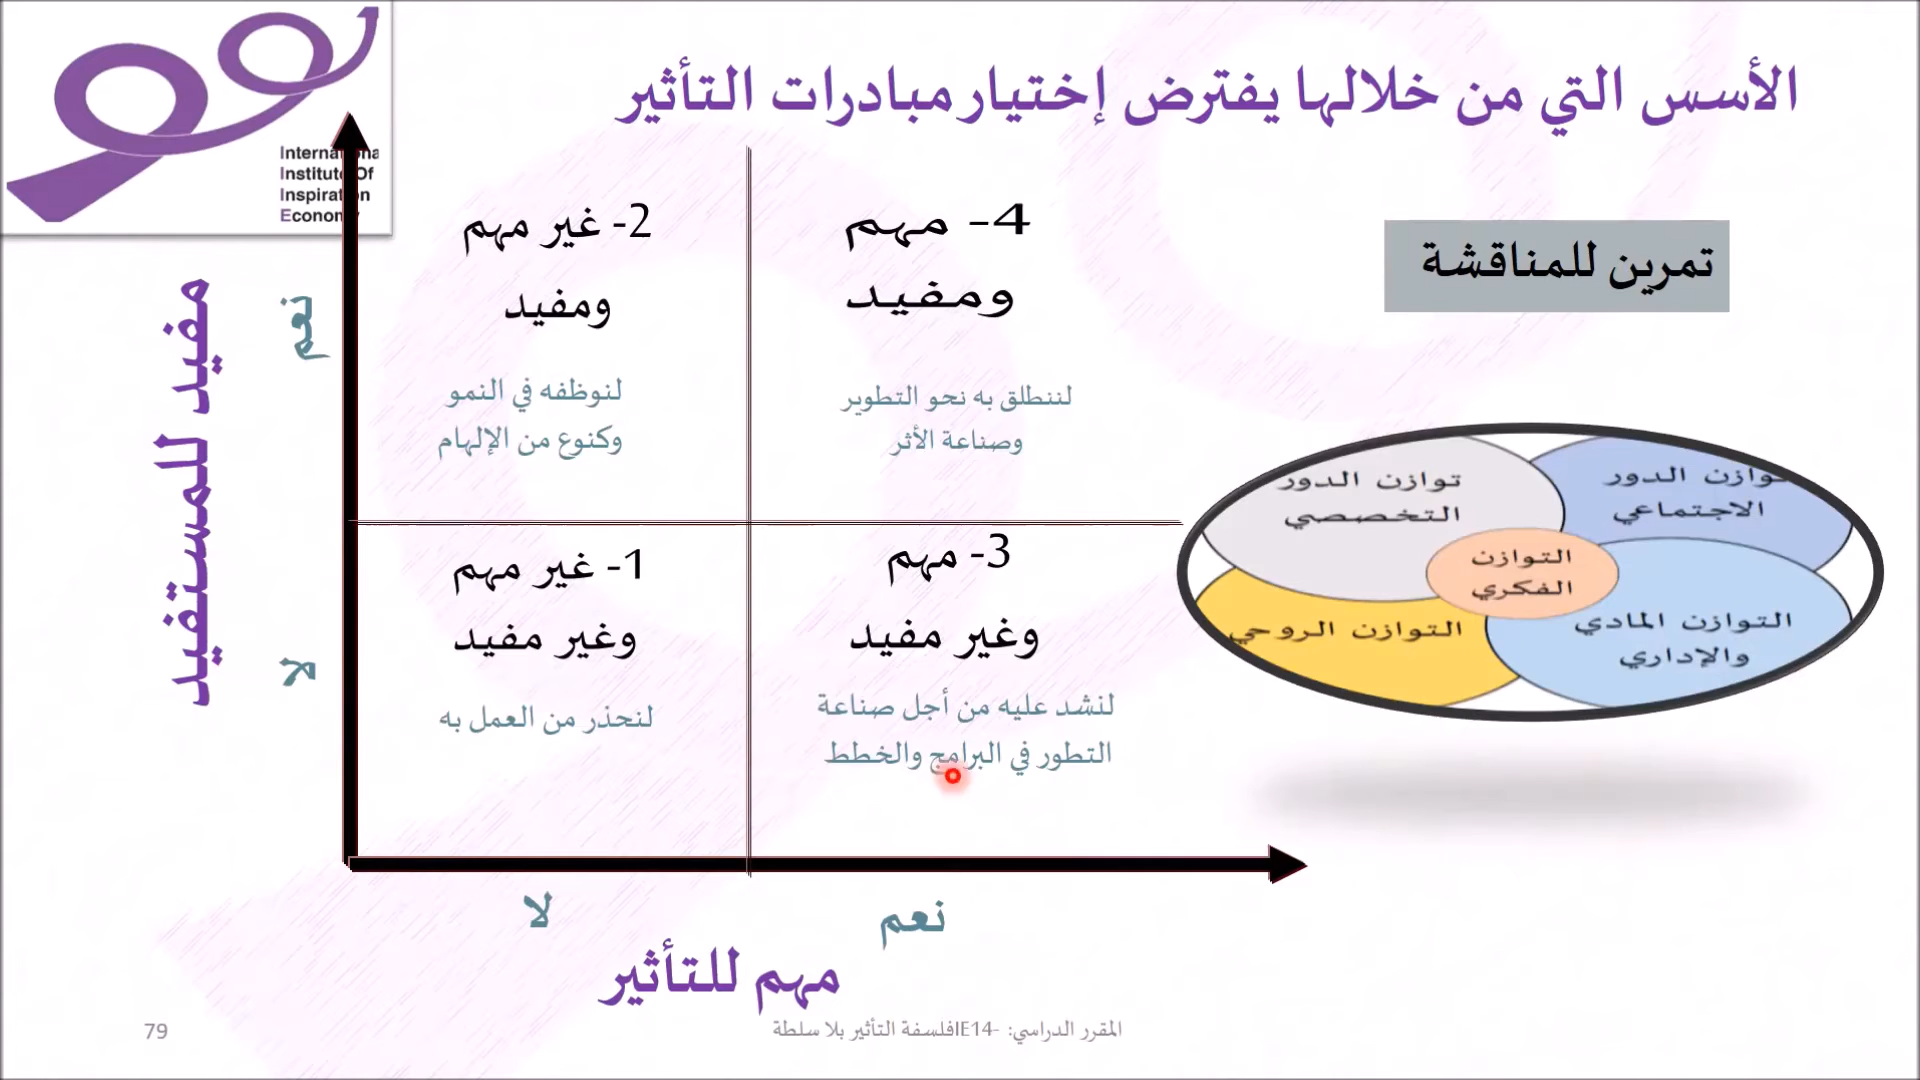 الأسس التي من خلالها يفترض إختيار مبادرات التأثير
International
Institute Of
Inspiration
Economy
تمرين للمناقشة
4- مهم
ومفيد
لننطلق به نحو التطوير
وصناعة الأثر
2- غير مهم
ومفيد
لنوظفه في النمو
وكنوع من الإلهام
3- مهم
وغير مفيد
لنشد عليه من أجل صناعة
التطور في البرامج والخطط
1- غير مهم
وغير مفيد
لنحذر من العمل به
مفيد للمستفيد
نعم
لا
نعم
لا
مهم للتأثير
توازن الدور
الاجتماعي
توازن الدور
التخصصي
التوازن
الفكري
التوازن المادي
والإداري
التوازن الروحي
المقرر الدراسي: -IE14فلسفة التأثير بلا سلطة
79